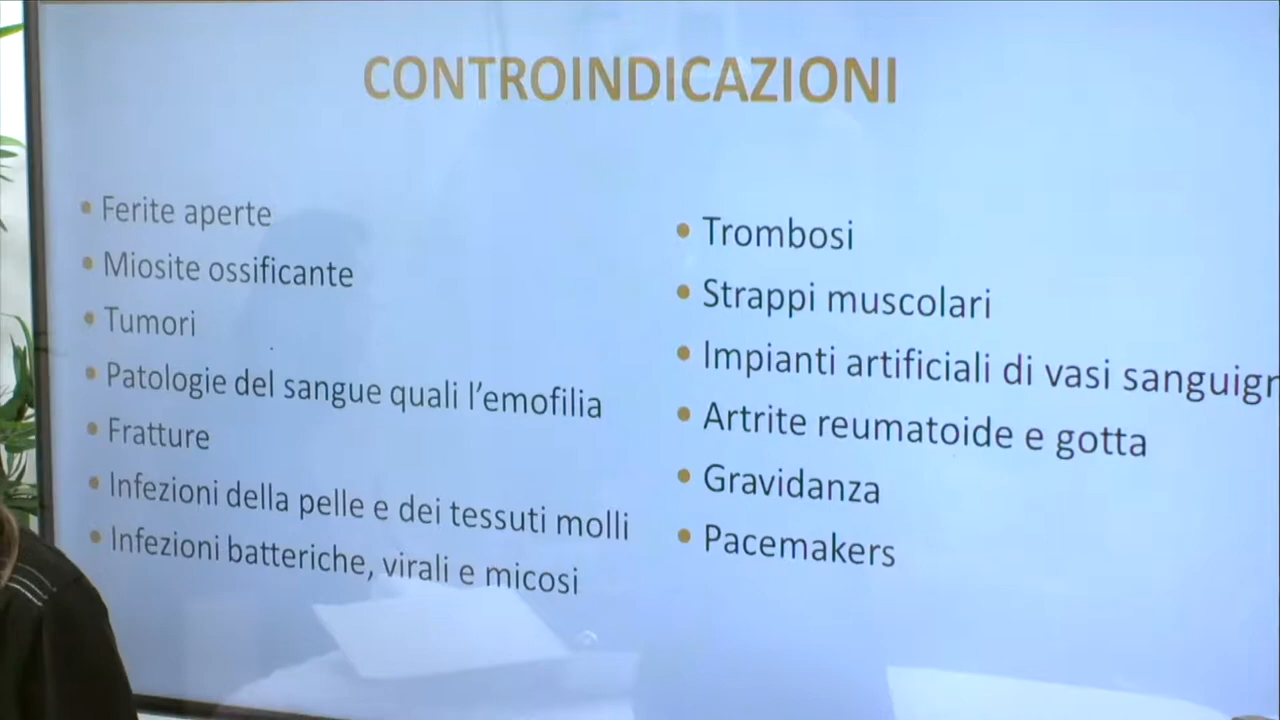 CONTROINDICAZIONI
• Ferite aperte
• Miosite ossificante
• Tumori
• Patologie del sangue quali l'emofilia
• Fratture
• Infezioni della pelle e dei tessuti molli
• Infezioni batteriche, virali e micosi
• Trombosi
• Strappi muscolari
• Impianti artificiali di vasi
• Artrite reumatoide e gotta
• Gravidanza
• Pacemakers